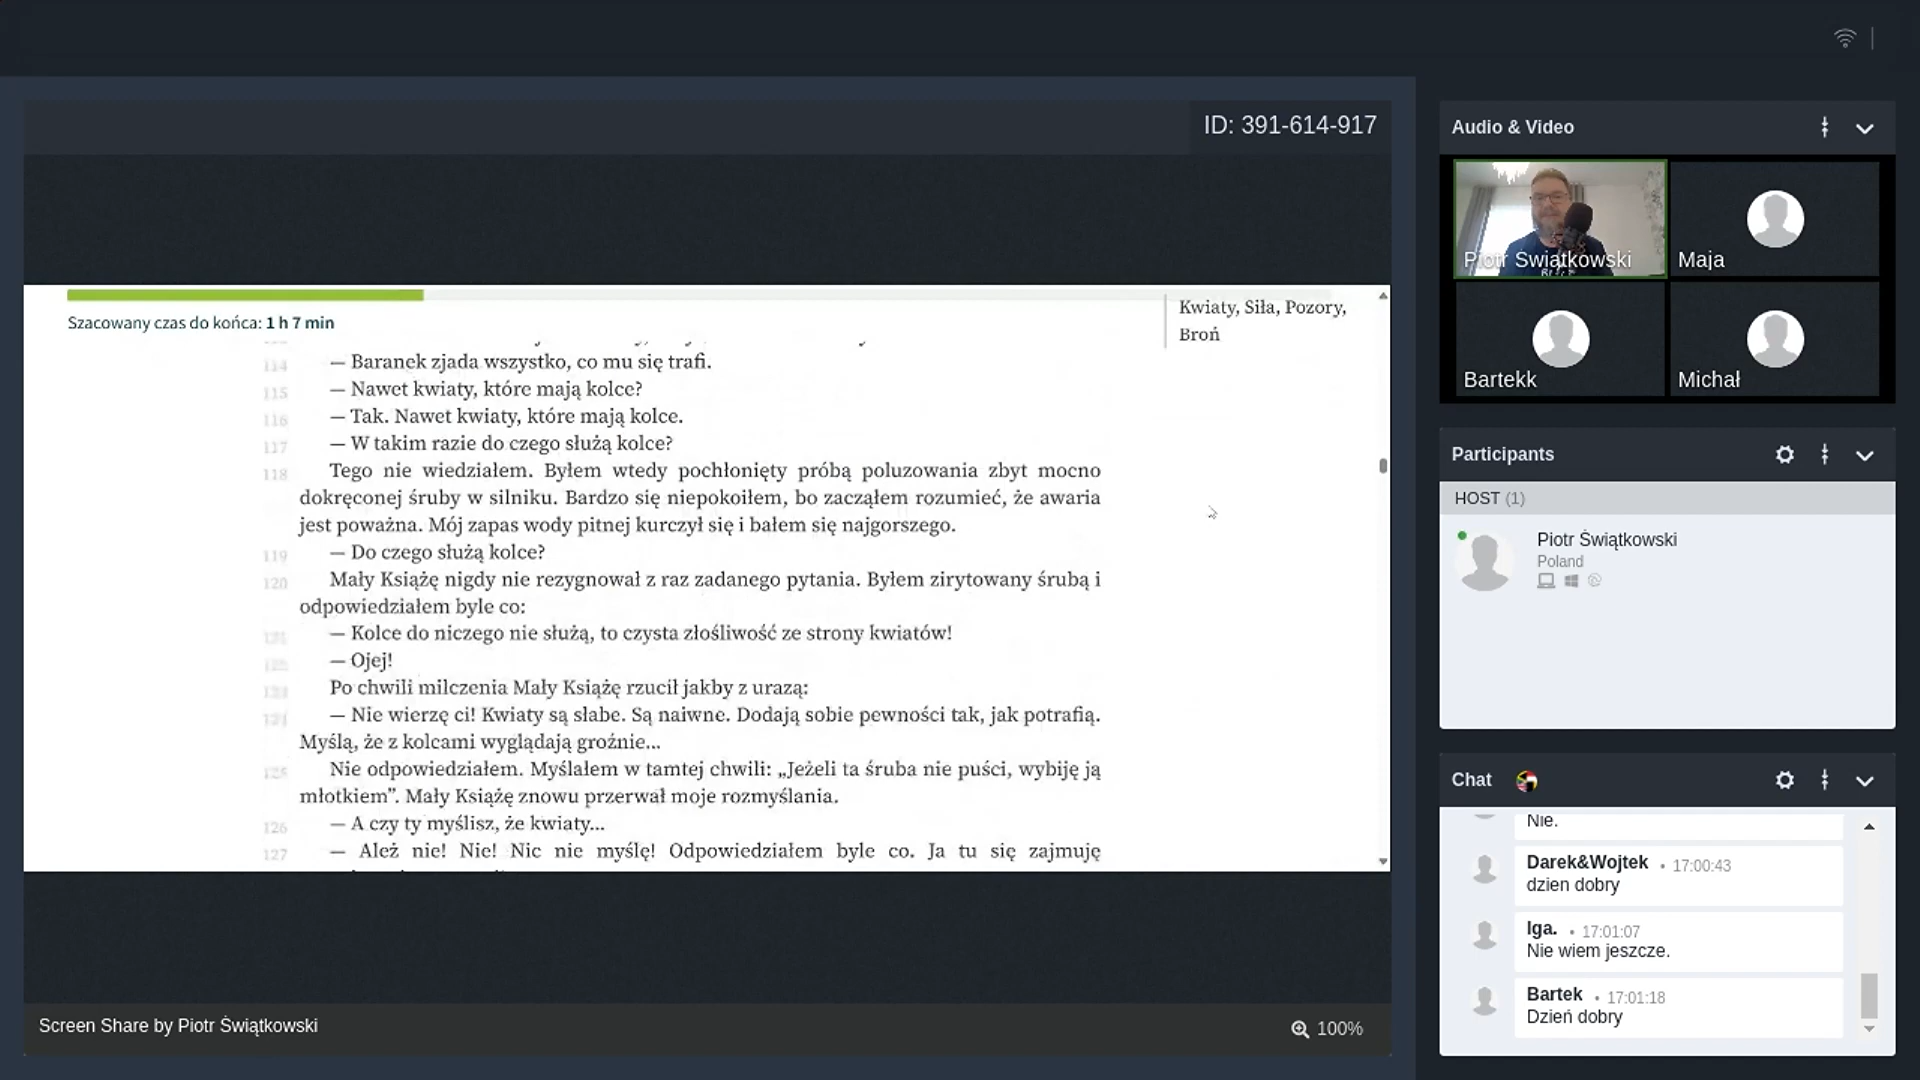 ID: 391-614-917
Szacowany czas do końca: 1 h 7 min
Kwiaty, Siła, Pozory,
Broń
114 — Baranek zjada wszystko, co mu się trafi.
115 — Nawet kwiaty, które mają kolce?
116 — Tak. Nawet kwiaty, które mają kolce.
117 — W takim razie do czego służą kolce?
118 Tego nie wiedziałem. Byłem wtedy pochłonięty próbą poluzowania zbyt mocno
dokręconej śruby w silniku. Bardzo się niepokoiłem, bo zacząłem rozumieć, że awaria
jest poważna. Mój zapas wody pitnej kurczył się i bałem się najgorszego.
119 — Do czego służą kolce?
120 Mały Książę nigdy nie rezygnował z raz zadanego pytania. Byłem zirytowany śrubą i
odpowiedziałem byle co:
— Kolce do niczego nie służą, to czysta złośliwość ze strony kwiatów!
— Ojej!
Po chwili milczenia Mały Książę rzucił jakby z urazą:
— Nie wierzę ci! Kwiaty są słabe. Są naiwne. Dodają sobie pewności tak, jak potrafią.
Myślą, że z kolcami wyglądają groźnie...
125 Nie odpowiedziałem. Myślałem w tamtej chwili: „Jeżeli ta śruba nie puści, wybiję ją
młotkiem”. Mały Książę znowu przerwał moje rozmyślania.
126 — A czy ty myślisz, że kwiaty...
127 — Ależ nie! Nie! Nic nie myślę! Odpowiedziałem byle co. Ja tu się zajmuję
Screen Share by Piotr Świątkowski
100%
Audio & Video
Piotr Świątkowski
Maja
Bartekk
Michał
Participants
HOST (1)
Piotr Świątkowski
Poland
Chat
Nie.
Darek&Wojtek • 17:00:43
dzien dobry
Iga. • 17:01:07
Nie wiem jeszcze.
Bartek • 17:01:18
Dzień dobry